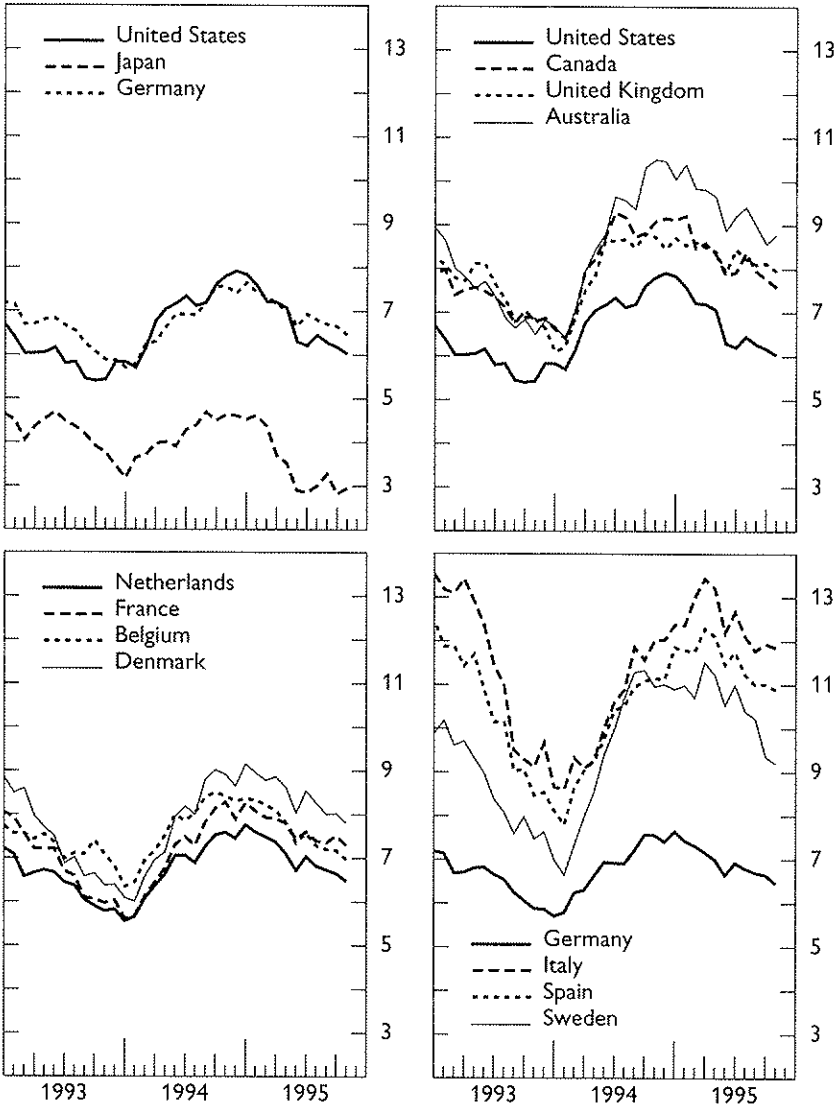 United States
Japan
Germany
13
11
9
7
5
3
United States
Canada
United Kingdom
Australia
13
11
9
7
5
3
Netherlands
France
Belgium
Denmark
13
11
9
7
5
3
1993 1994 1995
Germany
Italy
Spain
Sweden
13
11
9
7
5
3
1993 1994 1995